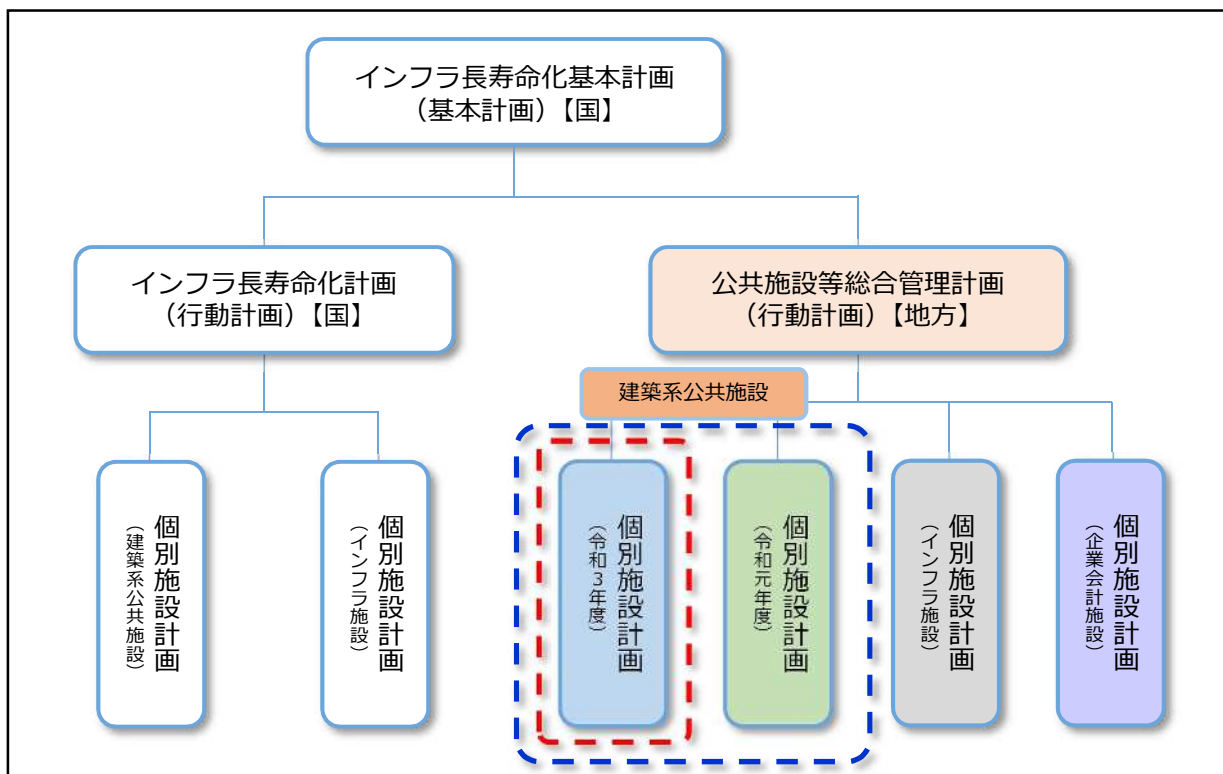 インフラ長寿命化基本計画
（基本計画）【国】
インフラ長寿命化計画
（行動計画）【国】
公共施設等総合管理計画
（行動計画）【地方】
建築系公共施設
個別施設計画
（建築系公共施設）
個別施設計画
（インフラ施設）
個別施設計画
（令和３年度）
個別施設計画
（令和元年度）
個別施設計画
（インフラ施設）
個別施設計画
（企業会計施設）